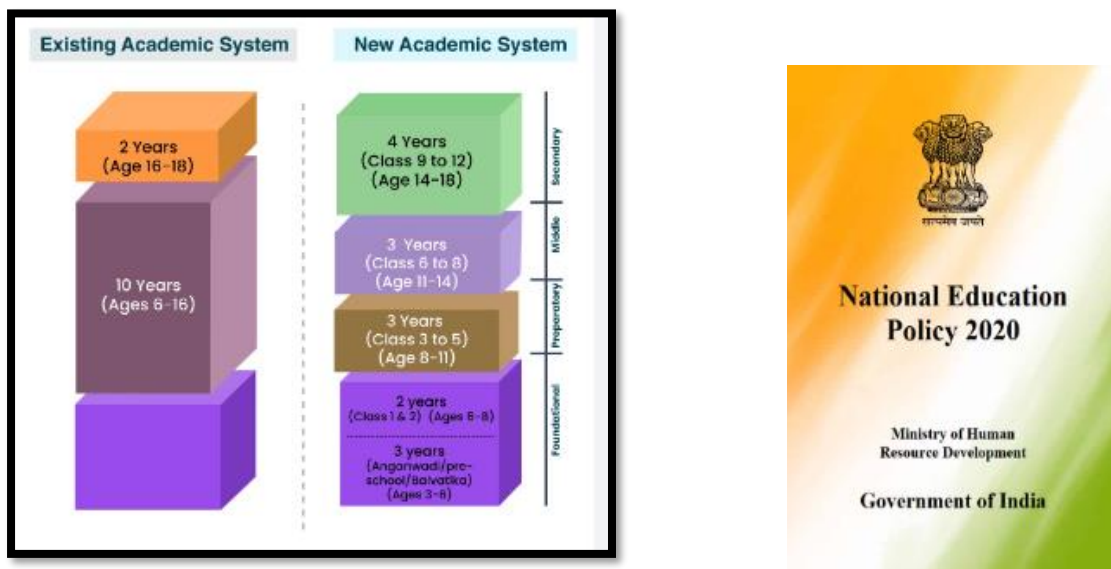 Existing Academic System
New Academic System
2 Years
(Age 16-18)
10 Years
(Ages 6-16)
4 Years
(Class 9 to 12)
(Age 14-18)
3 Years
(Class 6 to 8)
(Age 11-14)
3 Years
(Class 3 to 5)
(Age 8-11)
2 years
(Class 1 & 2) (Ages 6-8)
3 years
(Anganwadi/pre-
school/Balvatika)
(Ages 3-6)
Secondary
Middle
Preparatory
Foundational
सत्यमेव जयते
National Education
Policy 2020
Ministry of Human
Resource Development
Government of India